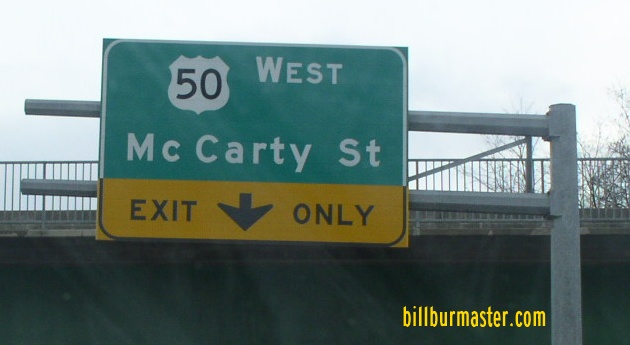 50 WEST
Mc Carty St
EXIT ONLY
billburmaster.com